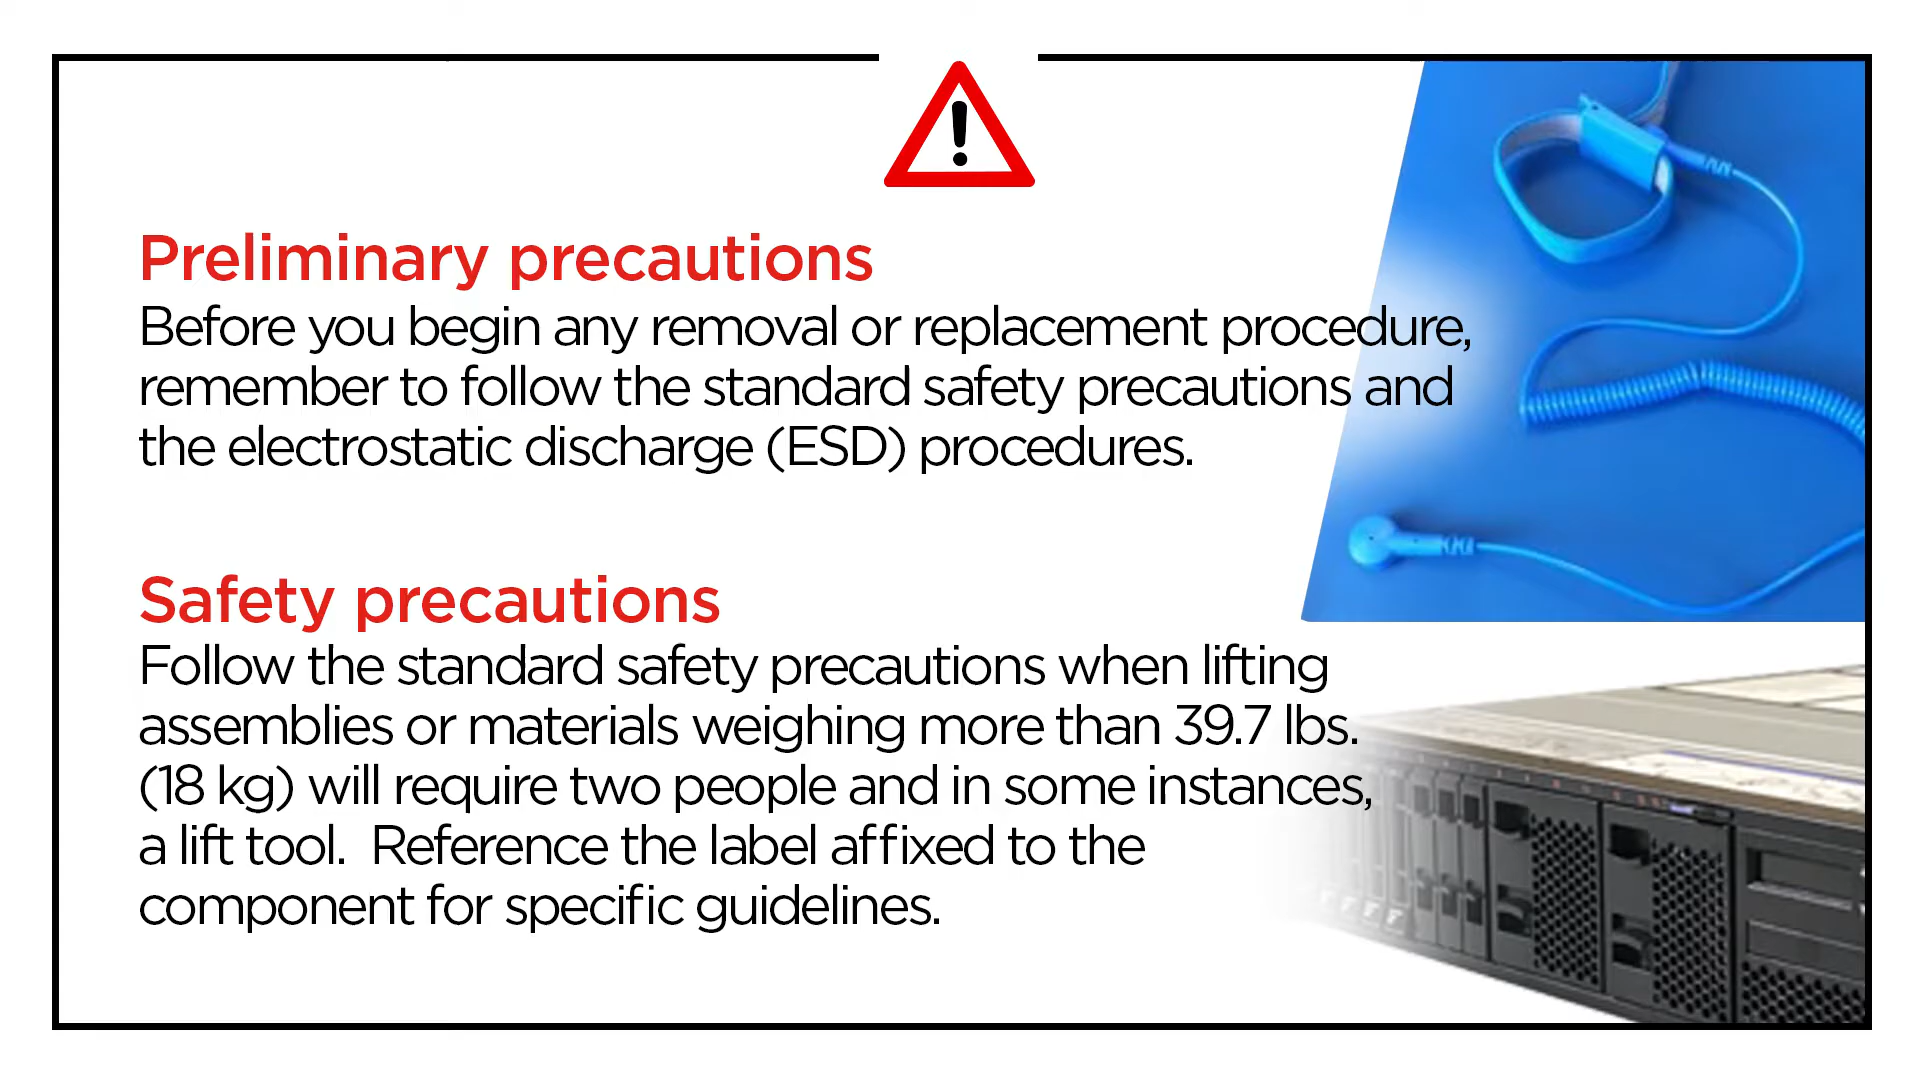 Preliminary precautions
Before you begin any removal or replacement procedure,
remember to follow the standard safety precautions and
the electrostatic discharge (ESD) procedures.
Safety precautions
Follow the standard safety precautions when lifting
assemblies or materials weighing more than 39.7 lbs.
(18 kg) will require two people and in some instances,
a lift tool.  Reference the label affixed to the
component for specific guidelines.